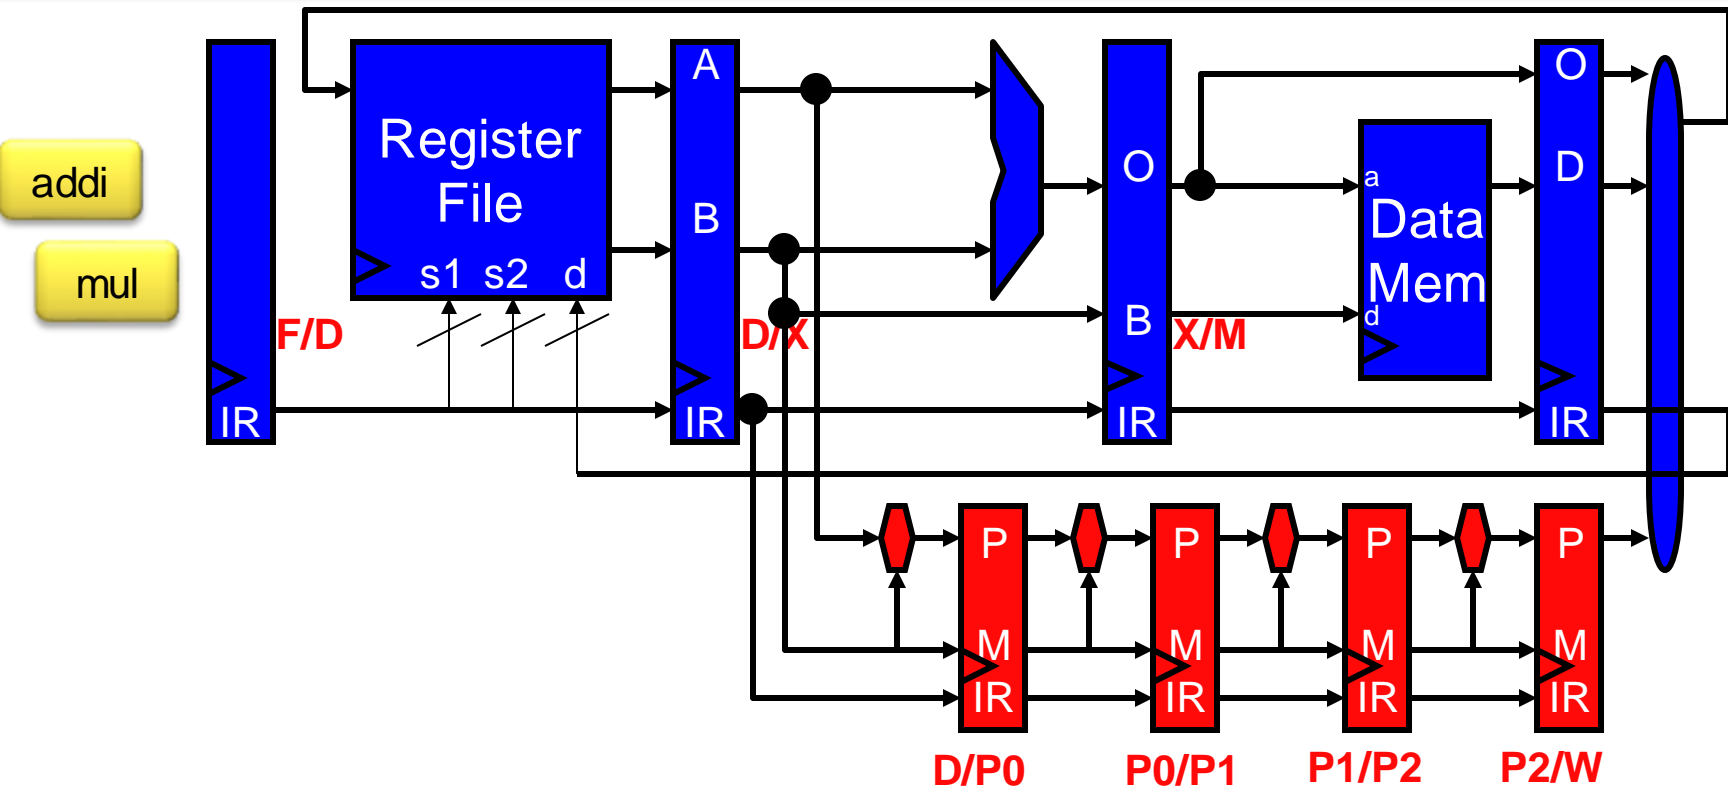 addi
mul
IR
F/D
Register
File
s1 s2 d
A
B
IR
D/X
O
B
IR
X/M
a
Data
Mem
d
O
D
IR
P
M
IR
D/P0
P
M
IR
P0/P1
P
M
IR
P1/P2
P
M
IR
P2/W